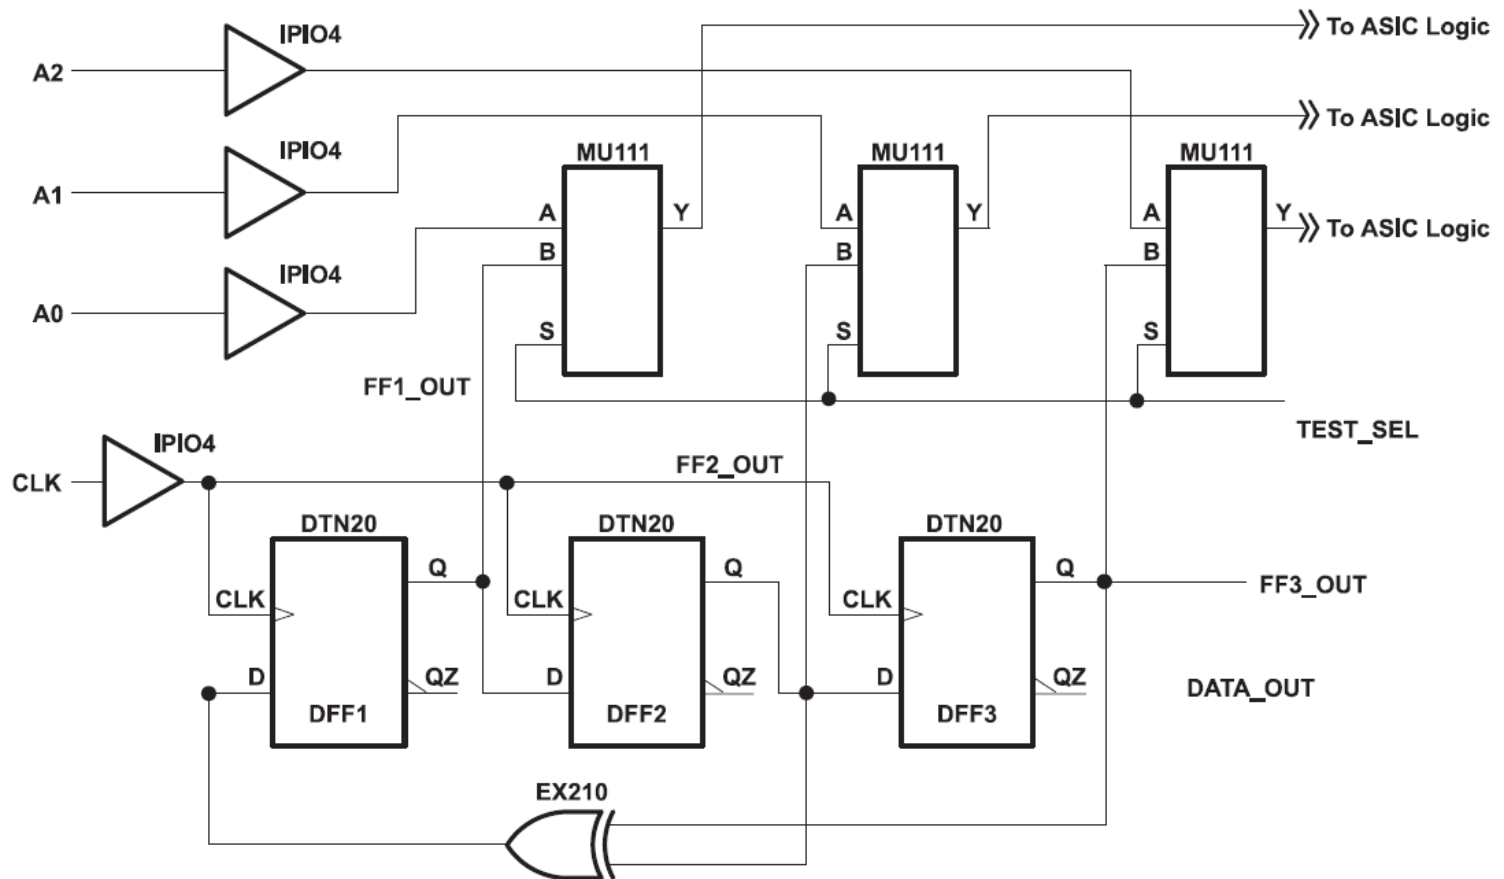 IPIO4
To ASIC Logic
A2
IPIO4
To ASIC Logic
A1
MU111
MU111
MU111
A
Y
A
Y
A
Y
To ASIC Logic
B
B
B
IPIO4
A0
S
S
S
FF1_OUT
TEST_SEL
IPIO4
CLK
FF2_OUT
DTN20
DTN20
DTN20
Q
Q
Q
FF3_OUT
CLK
CLK
CLK
D
QZ
D
QZ
D
QZ
DATA_OUT
DFF1
DFF2
DFF3
EX210